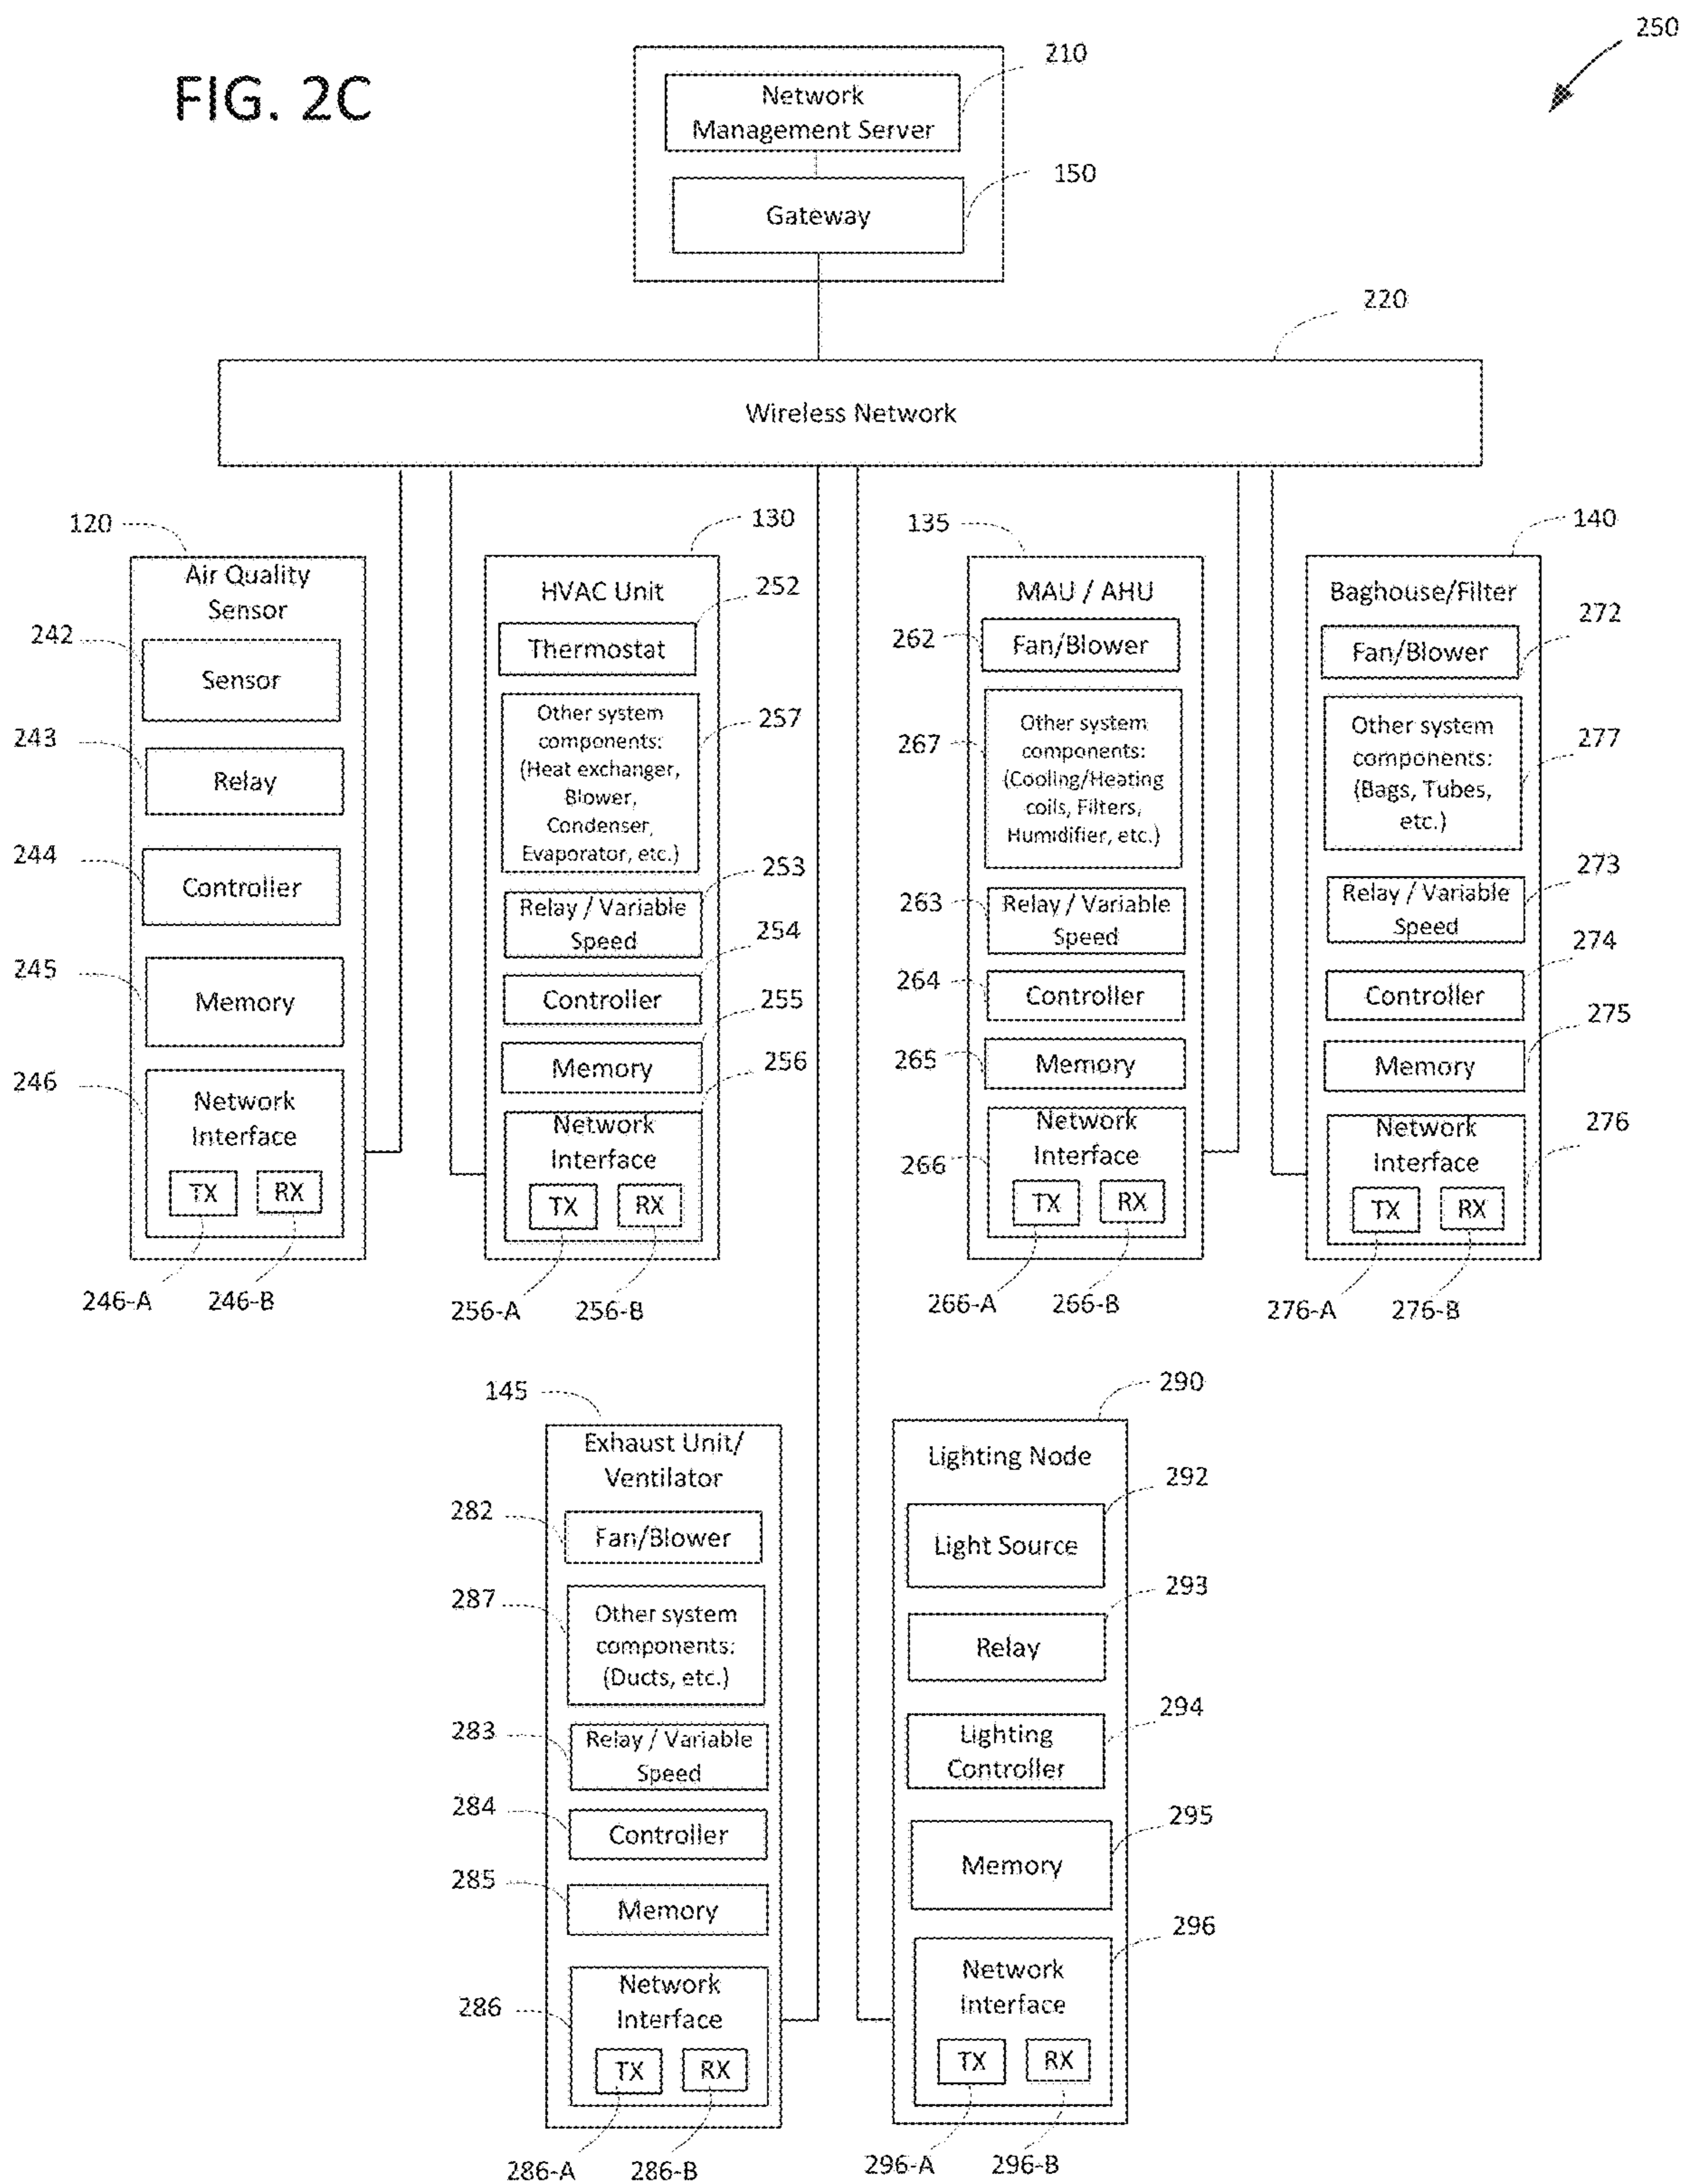 FIG. 2C
250
210
Network
Management Server
150
Gateway
220
Wireless Network
120
Air Quality
Sensor
242
Sensor
243
Relay
244
Controller
245
Memory
246
Network
Interface
TX
RX
246-A
246-B
130
HVAC Unit
252
Thermostat
257
Other system
components:
(Heat exchanger,
Blower,
Condenser,
Evaporator, etc.)
253
Relay / Variable
Speed
254
Controller
255
Memory
256
Network
Interface
TX
RX
256-A
256-B
135
MAU / AHU
262
Fan/Blower
267
Other system
components:
(Cooling/Heating
coils, Filters,
Humidifier, etc.)
263
Relay / Variable
Speed
264
Controller
265
Memory
266
Network
Interface
TX
RX
266-A
266-B
140
Baghouse/Filter
272
Fan/Blower
277
Other system
components:
(Bags, Tubes,
etc.)
273
Relay / Variable
Speed
274
Controller
275
Memory
276
Network
Interface
TX
RX
276-A
276-B
145
Exhaust Unit/
Ventilator
282
Fan/Blower
287
Other system
components:
(Ducts, etc.)
283
Relay / Variable
Speed
284
Controller
285
Memory
286
Network
Interface
TX
RX
286-A
286-B
290
Lighting Node
292
Light Source
293
Relay
294
Lighting
Controller
295
Memory
296
Network
Interface
TX
RX
296-A
296-B